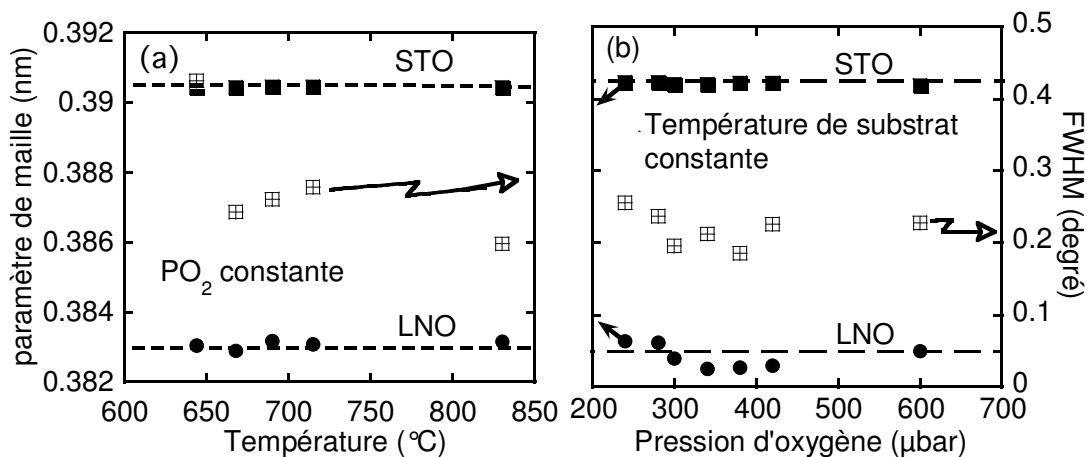 0.392
0.39
0.388
0.386
0.384
0.382
paramètre de maille (nm)
(a)
STO
PO2 constante
LNO
600
650
700
750
800
850
Température (°C)
(b)
STO
Température de substrat
constante
LNO
200
300
400
500
600
700
Pression d'oxygène (µbar)
0.5
0.4
0.3
0.2
0.1
0
FWHM (degré)